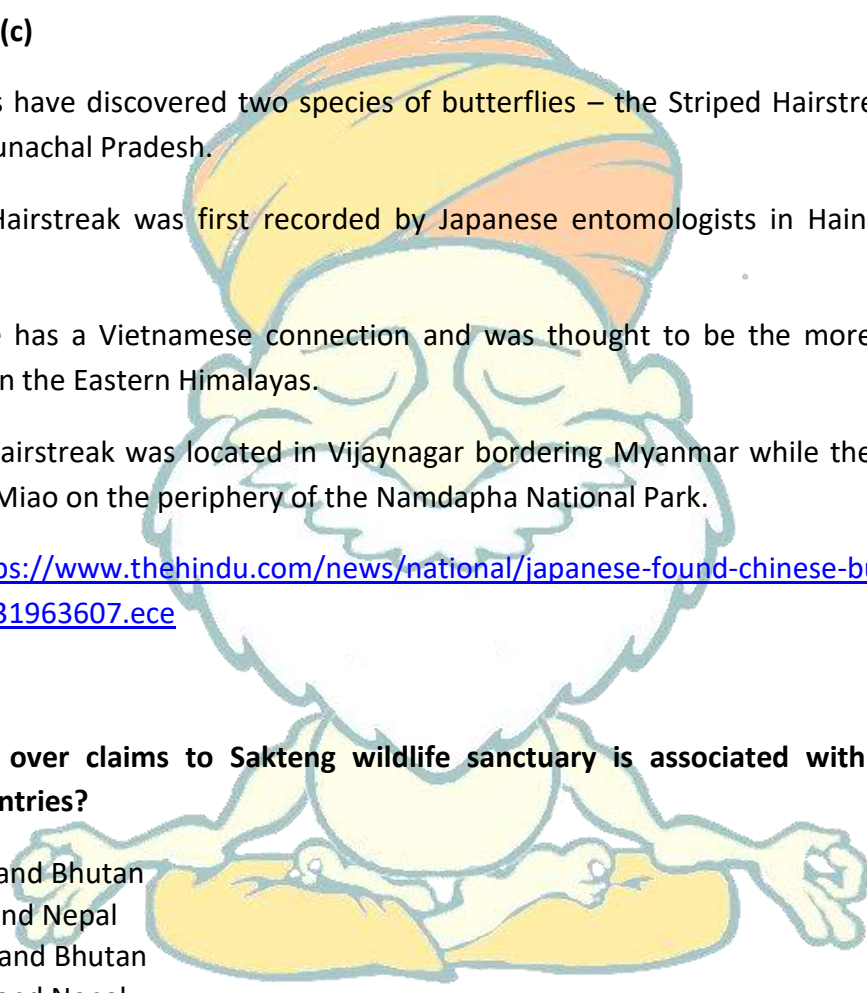 (c)
s have discovered two species of butterflies – the Striped Hairstre
unachal Pradesh.
Hairstreak was first recorded by Japanese entomologists in Hain
e has a Vietnamese connection and was thought to be the more
n the Eastern Himalayas.
airstreak was located in Vijaynagar bordering Myanmar while the
Miao on the periphery of the Namdapha National Park.
ps://www.thehindu.com/news/national/japanese-found-chinese-bu
31963607.ece
over claims to Sakteng wildlife sanctuary is associated with
ntries?
and Bhutan
nd Nepal
and Bhutan
and Nepal